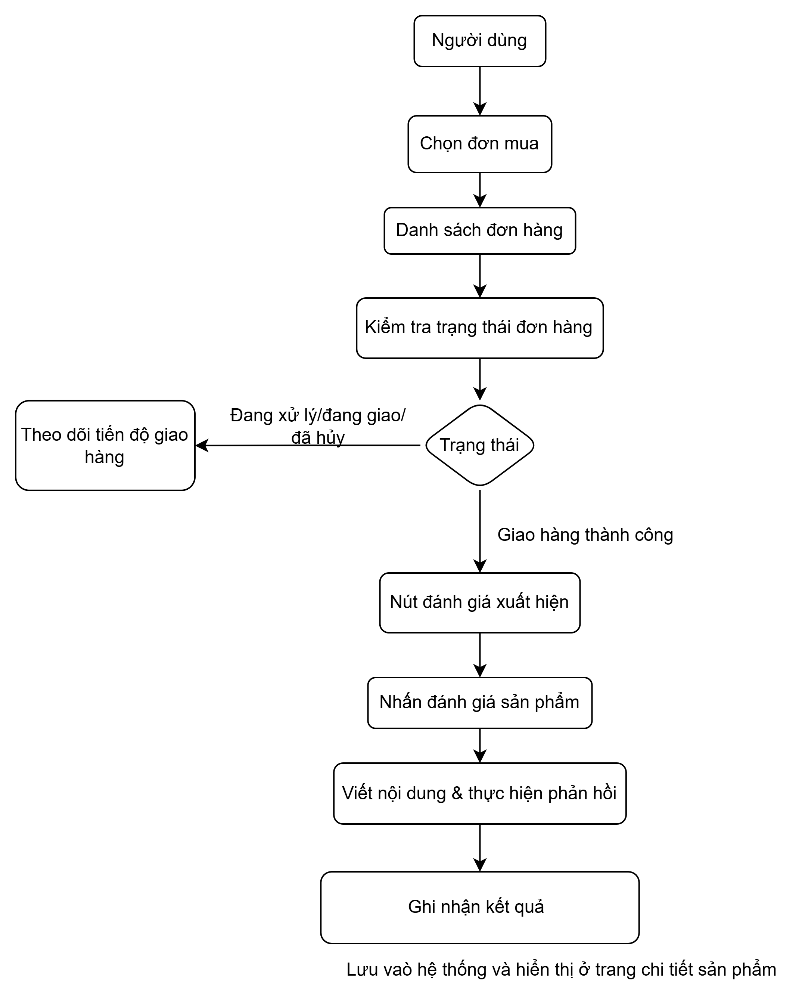 Người dùng
Chọn đơn mua
Danh sách đơn hàng
Kiểm tra trạng thái đơn hàng
Trạng thái
Đang xử lý/đang giao/
đã hủy
Theo dõi tiến độ giao
hàng
Giao hàng thành công
Nút đánh giá xuất hiện
Nhấn đánh giá sản phẩm
Viết nội dung & thực hiện phản hồi
Ghi nhận kết quả
Lưu vaò hệ thống và hiển thị ở trang chi tiết sản phẩm